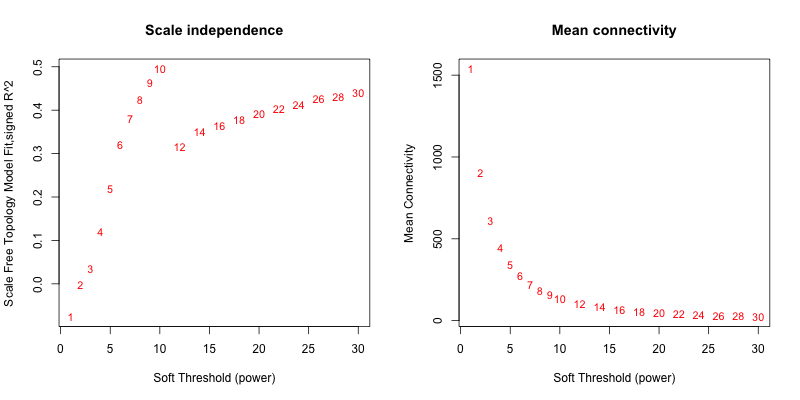 Scale independence
Scale Free Topology Model Fit,signed R^2
0.0 0.1 0.2 0.3 0.4 0.5
1 2 3 4 5 6 7 8 9 10 12 14 16 18 20 22 24 26 28 30
0 5 10 15 20 25 30
Soft Threshold (power)
Mean connectivity
Mean Connectivity
0 500 1000 1500
1 2 3 4 5 6 7 8 9 10 12 14 16 18 20 22 24 26 28 30
0 5 10 15 20 25 30
Soft Threshold (power)